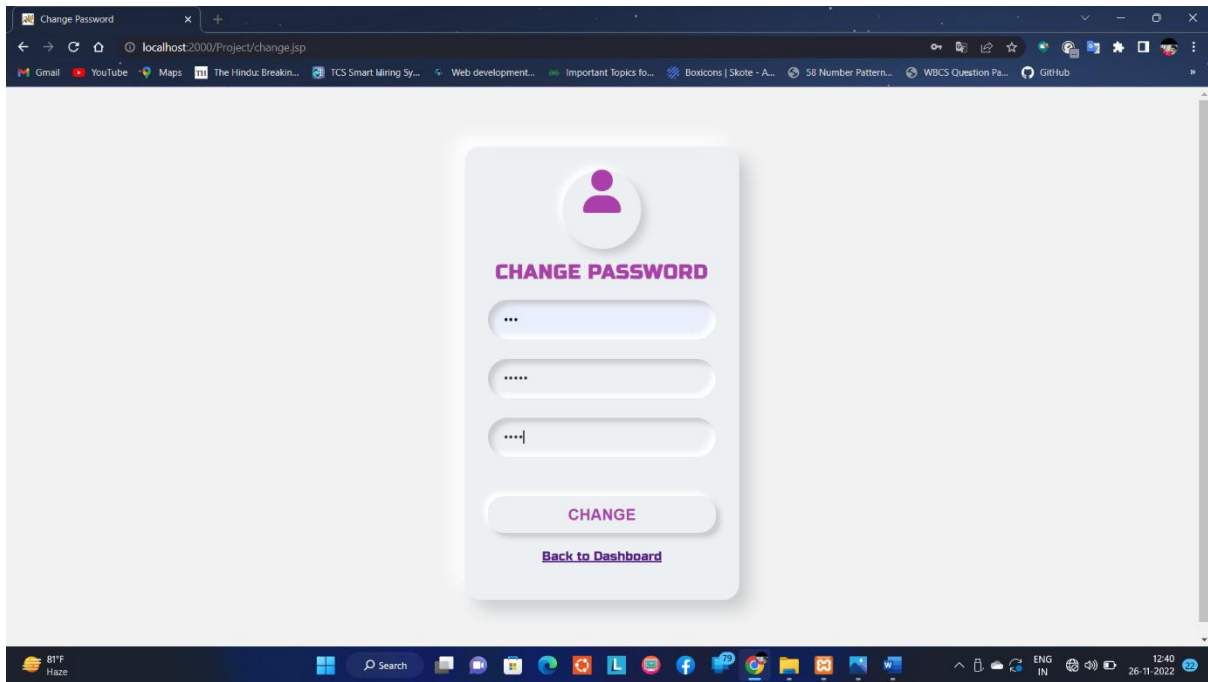 Change Password
localhost:2000/Project/change.jsp
Gmail YouTube Maps The Hindu: Breakin... TCS Smart Hiring Sy... Web development... Important Topics fo... Boxicons | Skote - A... 58 Number Pattern... WBCS Question Pa... GitHub
CHANGE PASSWORD
CHANGE
Back to Dashboard
81°F
Haze
Search
79
ENG
IN
12:40
26-11-2022
22